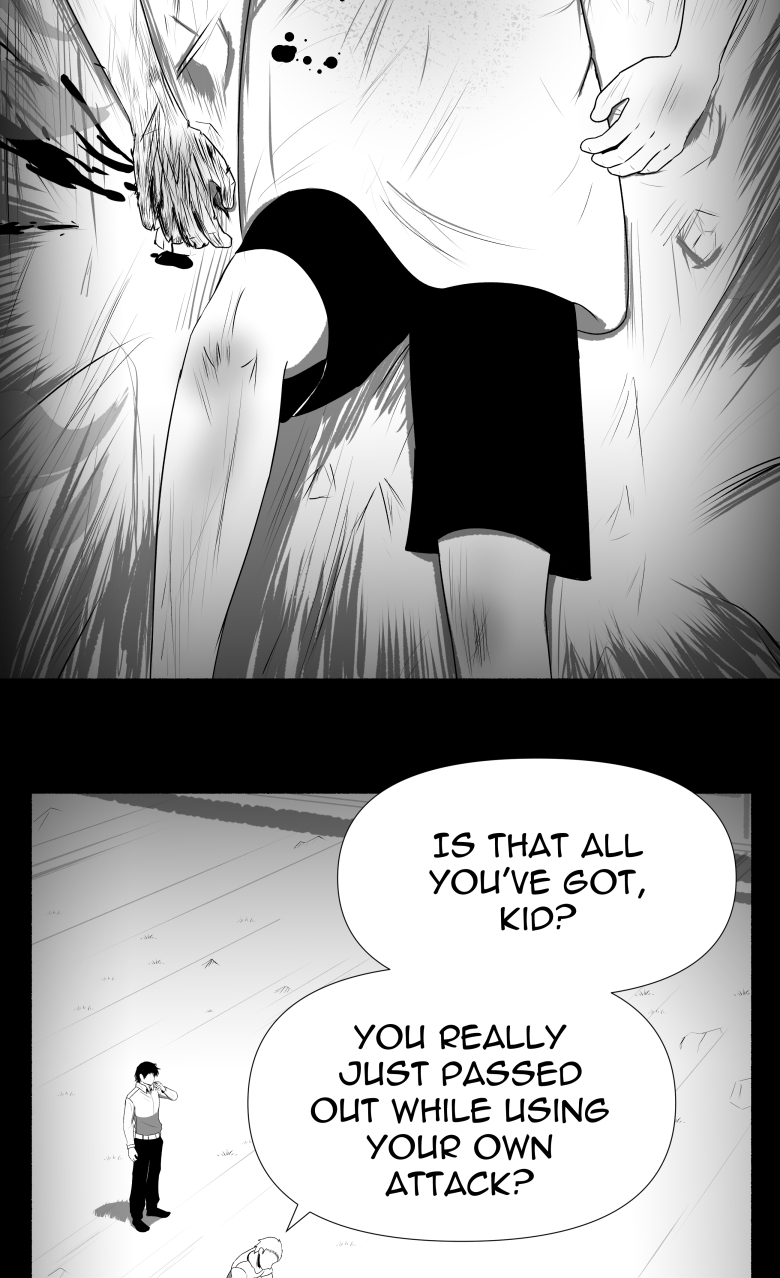 IS THAT ALL
YOU'VE GOT,
KID?
YOU REALLY
JUST PASSED
OUT WHILE USING
YOUR OWN
ATTACK?